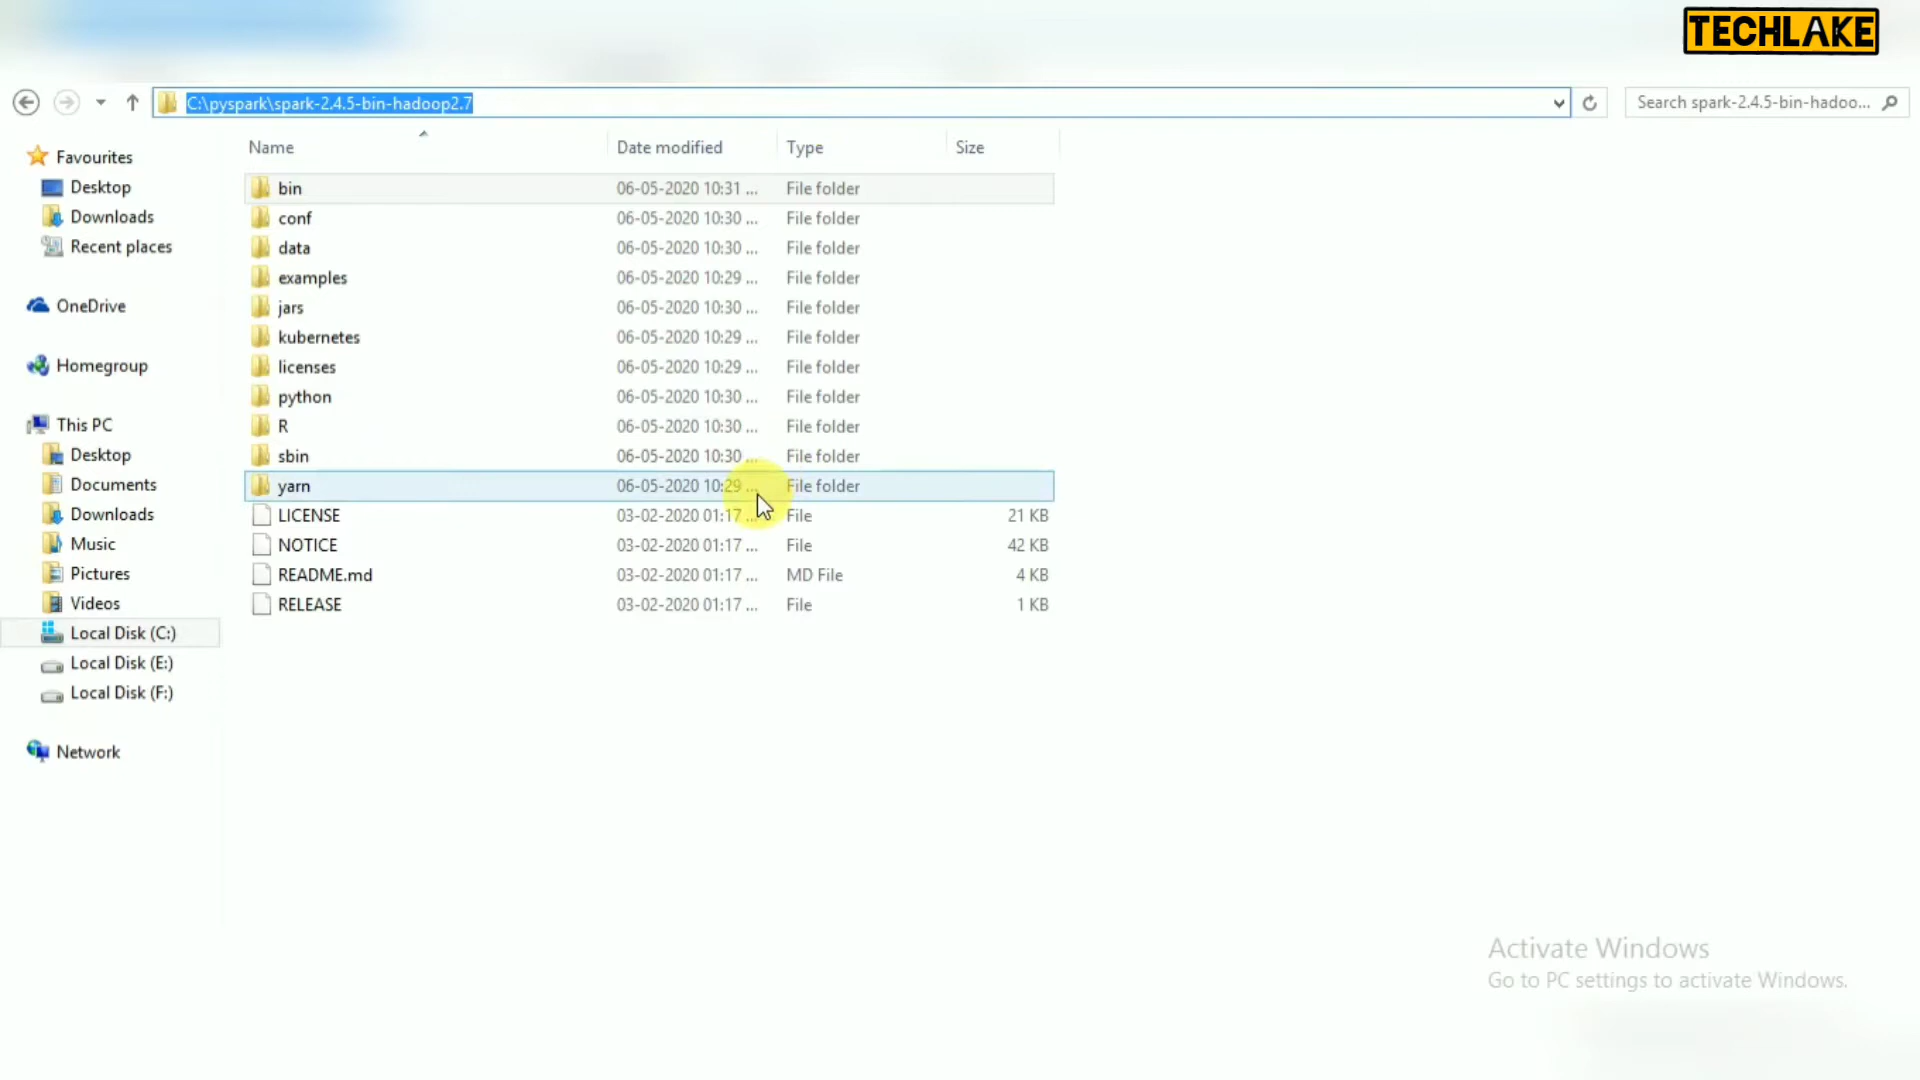 TECHLAKE
C:\pyspark\spark-2.4.5-bin-hadoop2.7
Search spark-2.4.5-bin-hadoo...
Name Date modified Type Size
Favourites
Desktop
Downloads
Recent places
OneDrive
Homegroup
This PC
Desktop
Documents
Downloads
Music
Pictures
Videos
Local Disk (C:)
Local Disk (E:)
Local Disk (F:)
Network
bin 06-05-2020 10:31 ... File folder
conf 06-05-2020 10:30 ... File folder
data 06-05-2020 10:30 ... File folder
examples 06-05-2020 10:29 ... File folder
jars 06-05-2020 10:30 ... File folder
kubernetes 06-05-2020 10:29 ... File folder
licenses 06-05-2020 10:29 ... File folder
python 06-05-2020 10:30 ... File folder
R 06-05-2020 10:30 ... File folder
sbin 06-05-2020 10:30 ... File folder
yarn 06-05-2020 10:29 ... File folder
LICENSE 03-02-2020 01:17 ... File 21 KB
NOTICE 03-02-2020 01:17 ... File 42 KB
README.md 03-02-2020 01:17 ... MD File 4 KB
RELEASE 03-02-2020 01:17 ... File 1 KB
Activate Windows
Go to PC settings to activate Windows.